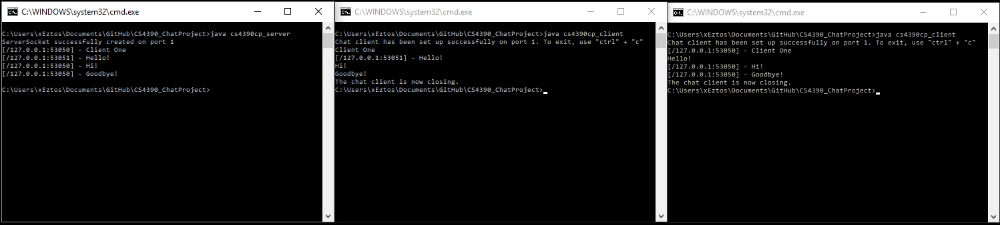 C:\WINDOWS\system32\cmd.exe
C:\Users\xEztos\Documents\GitHub\CS4390_ChatProject>java cs4390cp_server
ServerSocket successfully created on port 1
[/127.0.0.1:53050] - Client One
[/127.0.0.1:53051] - Hello!
[/127.0.0.1:53050] - Hi!
[/127.0.0.1:53050] - Goodbye!
C:\Users\xEztos\Documents\GitHub\CS4390_ChatProject>
C:\WINDOWS\system32\cmd.exe
C:\Users\xEztos\Documents\GitHub\CS4390_ChatProject>java cs4390cp_client
Chat client has been set up successfully on port 1. To exit, use "ctrl" + "c"
Client One
[/127.0.0.1:53051] - Hello!
Hi!
Goodbye!
The chat client is now closing.
C:\Users\xEztos\Documents\GitHub\CS4390_ChatProject>
C:\WINDOWS\system32\cmd.exe
C:\Users\xEztos\Documents\GitHub\CS4390_ChatProject>java cs4390cp_client
Chat client has been set up successfully on port 1. To exit, use "ctrl" + "c"
[/127.0.0.1:53050] - Client One
Hello!
[/127.0.0.1:53050] - Hi!
[/127.0.0.1:53050] - Goodbye!
The chat client is now closing.
C:\Users\xEztos\Documents\GitHub\CS4390_ChatProject>